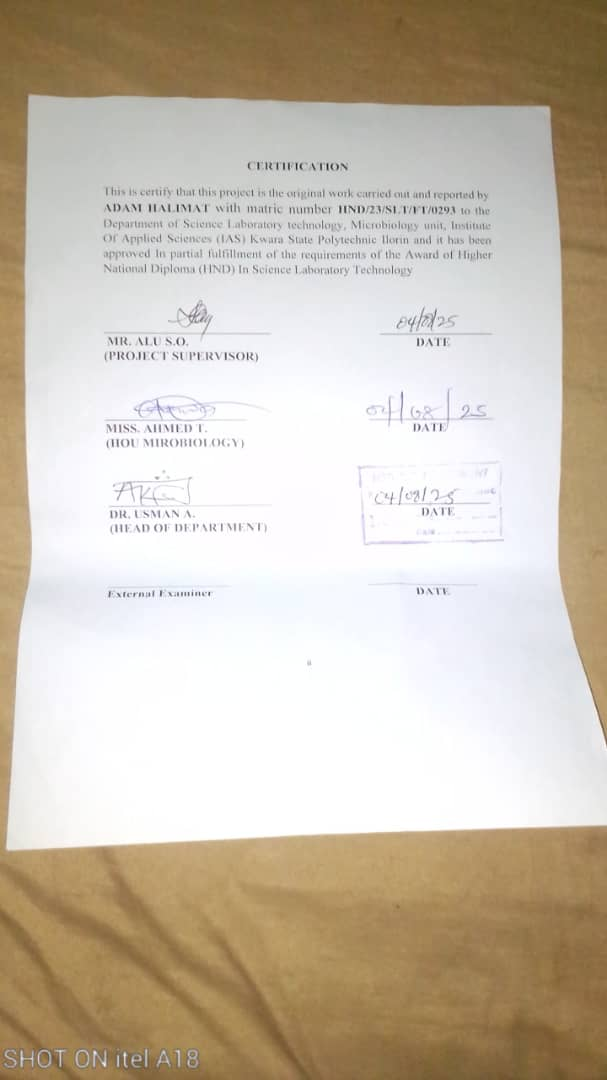 CERTIFICATION
This is certify that this project is the original work carried out and reported by
ADAM HALIMAT with matric number HND/23/SLT/FT/0293 to the
Department of Science Laboratory technology, Microbiology unit, Institute
Of Applied Sciences (IAS) Kwara State Polytechnic Ilorin and it has been
approved In partial fulfillment of the requirements of the Award of Higher
National Diploma (HND) In Science Laboratory Technology
04/08/25
MR. ALU S.O.
DATE
(PROJECT SUPERVISOR)
04/08/25
MISS. AHMED T.
DATE
(HOU MIROBIOLOGY)
04/08/25
DR. USMAN A.
DATE
(HEAD OF DEPARTMENT)
External Examiner
DATE
ii
SHOT ON itel A18